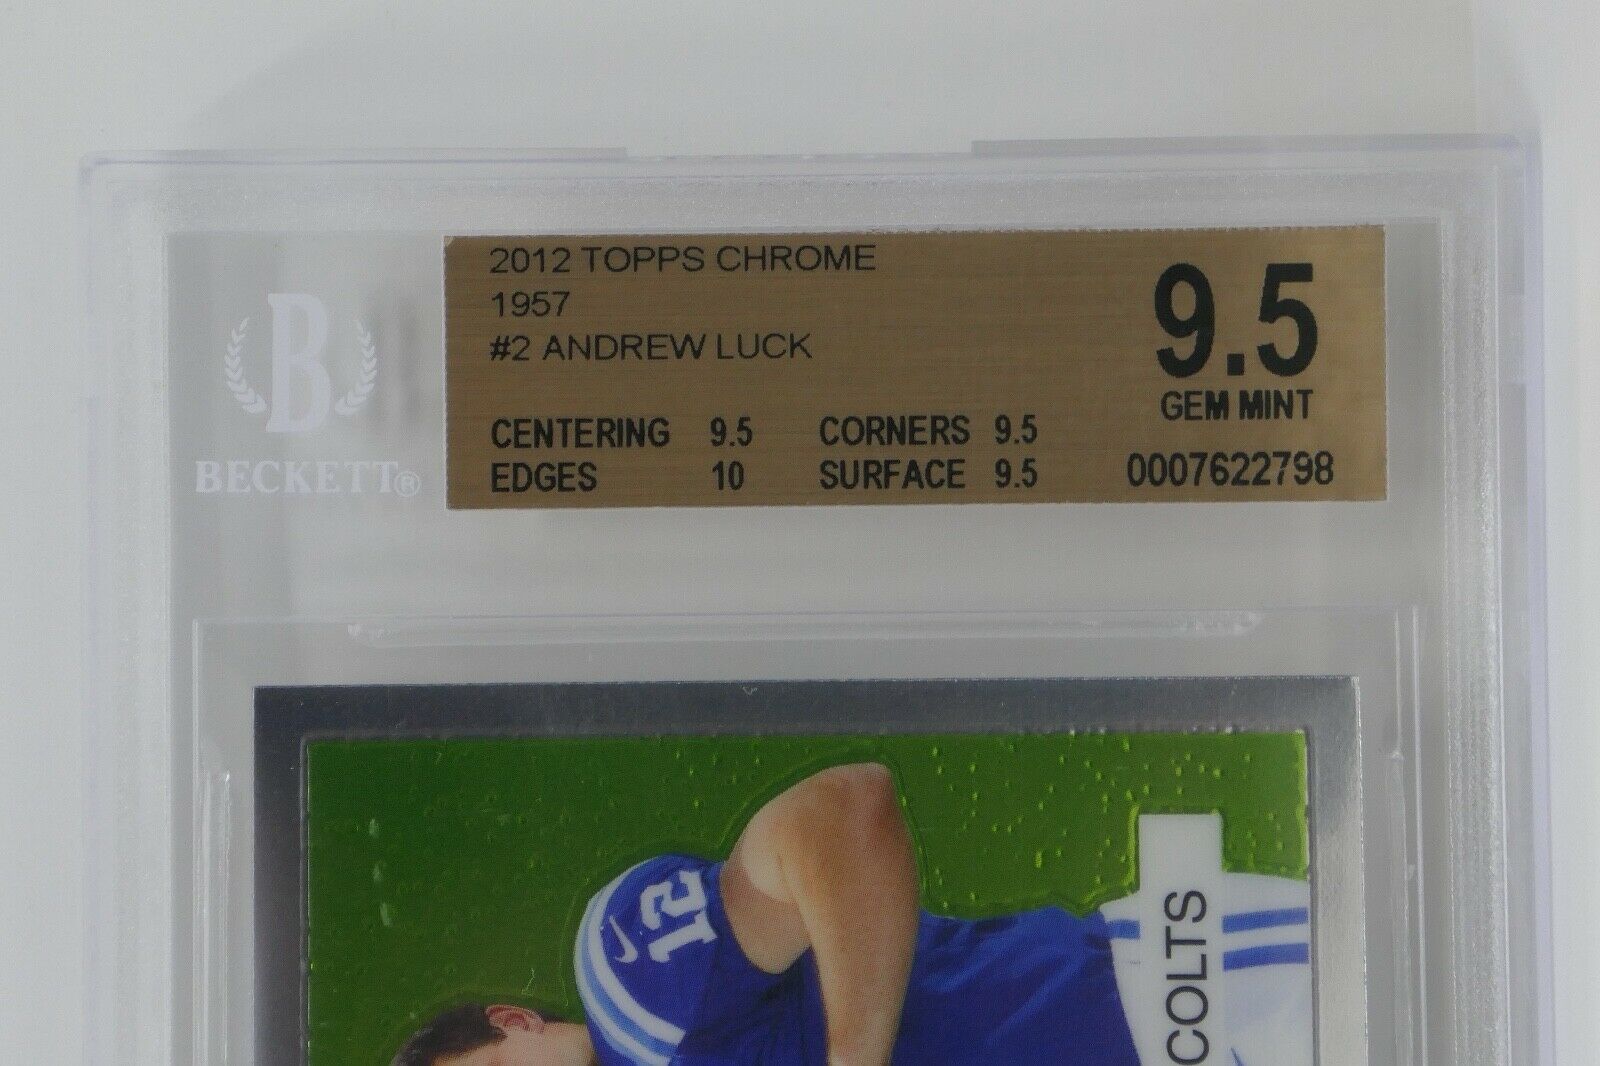 2012 TOPPS CHROME
1957
#2 ANDREW LUCK
9.5
GEM MINT
CENTERING 9.5 CORNERS 9.5
EDGES 10 SURFACE 9.5
0007622798
B
BECKETT®
12
COLTS